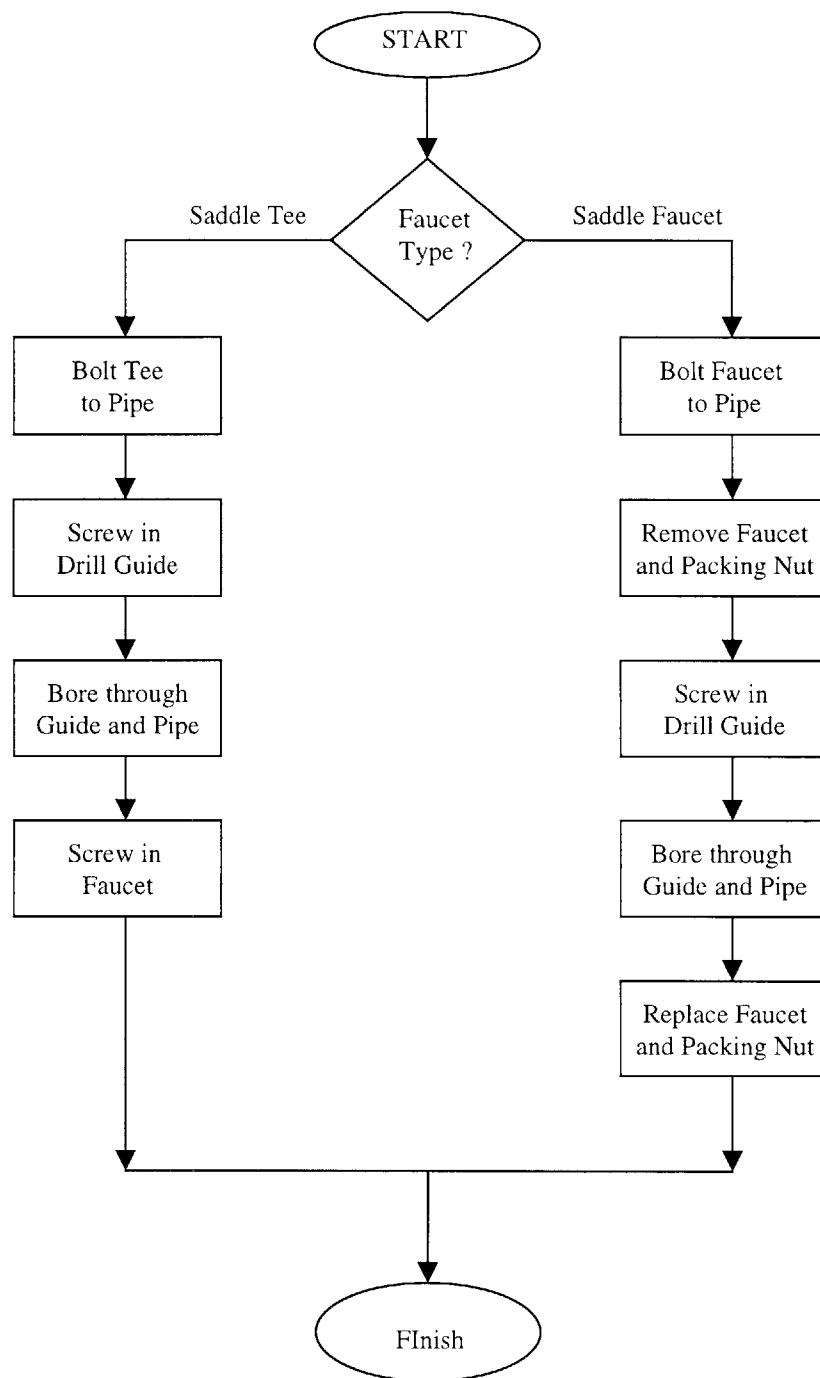 START
Faucet
Type ?
Saddle Tee
Saddle Faucet
Bolt Tee
to Pipe
Screw in
Drill Guide
Bore through
Guide and Pipe
Screw in
Faucet
Bolt Faucet
to Pipe
Remove Faucet
and Packing Nut
Screw in
Drill Guide
Bore through
Guide and Pipe
Replace Faucet
and Packing Nut
FInish